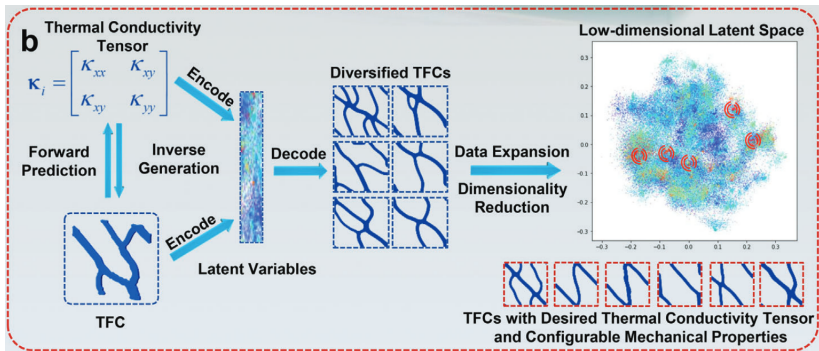 b
Thermal Conductivity
Tensor
κi = [κxx κxy
κxy κyy]
Encode
Forward
Prediction
Inverse
Generation
Encode
TFC
Latent Variables
Decode
Diversified TFCs
Data Expansion
Dimensionality
Reduction
Low-dimensional Latent Space
0.3
0.2
0.1
0.0
-0.1
-0.2
-0.3
-0.3 -0.2 -0.1 0.0 0.1 0.2 0.3
TFCs with Desired Thermal Conductivity Tensor
and Configurable Mechanical Properties